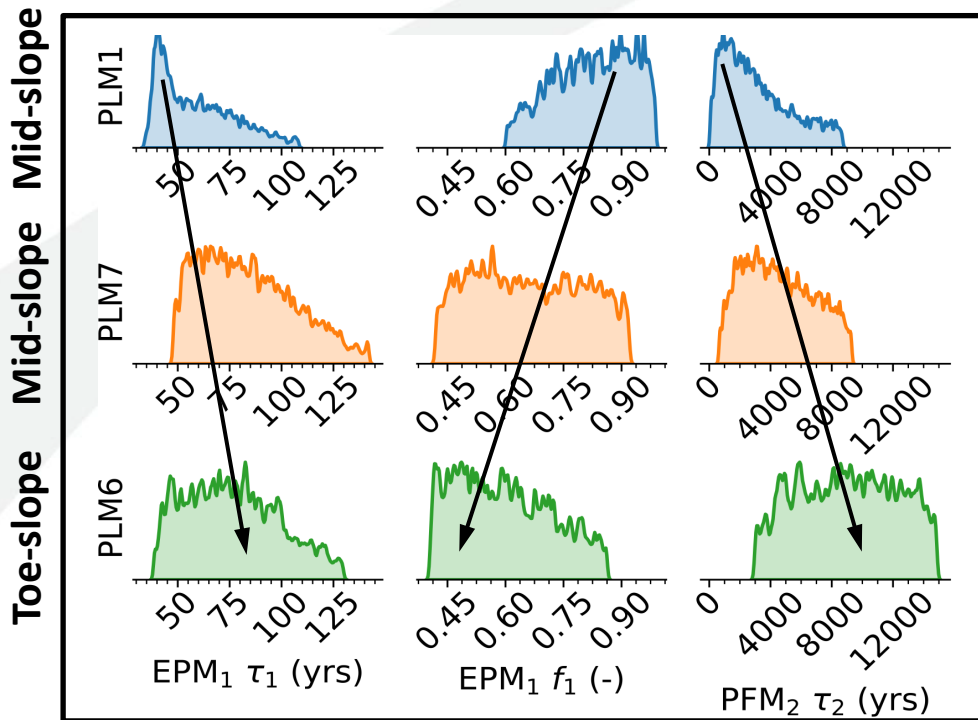 Mid-slope
PLM1
50 75 100 125
0.45 0.60 0.75 0.90
0 4000 8000 12000
Mid-slope
PLM7
50 75 100 125
0.45 0.60 0.75 0.90
0 4000 8000 12000
Toe-slope
PLM6
50 75 100 125
0.45 0.60 0.75 0.90
0 4000 8000 12000
EPM₁ τ₁ (yrs)
EPM₁ f₁ (-)
PFM₂ τ₂ (yrs)